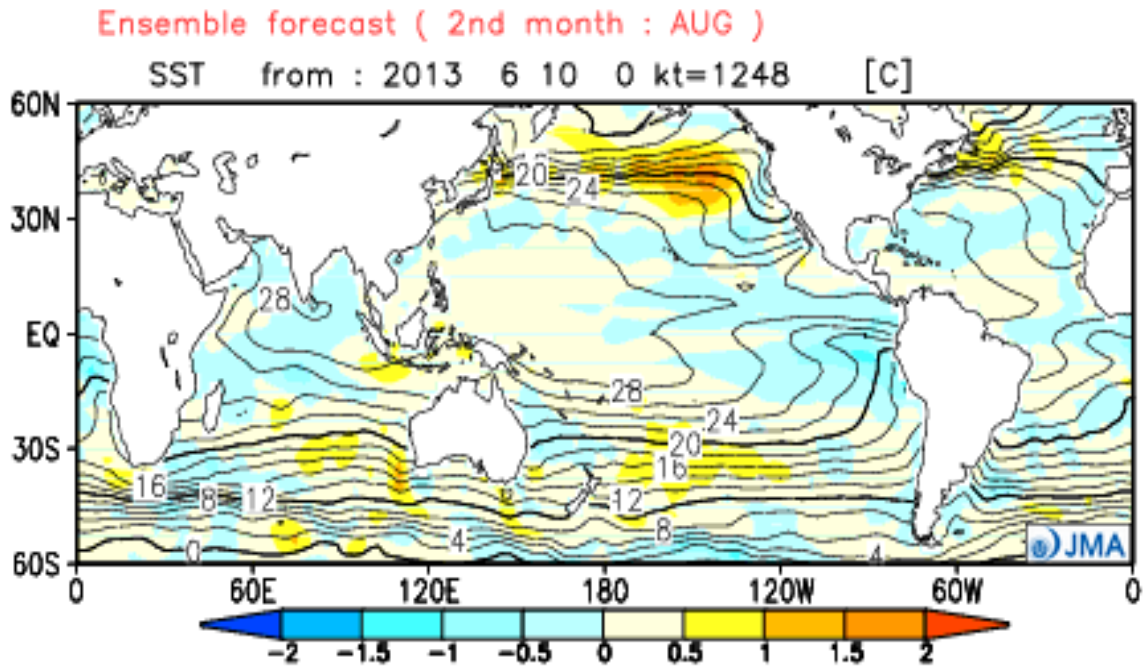 Ensemble forecast ( 2nd month : AUG )
SST from : 2013 6 10 0 kt=1248 [C]
60N
20
24
30N
28
EQ
28
24
20
30S
16
16
8
12
12
8
4
0
4
60S
JMA
0 60E 120E 180 120W 60W 0
-2 -1.5 -1 -0.5 0 0.5 1 1.5 2